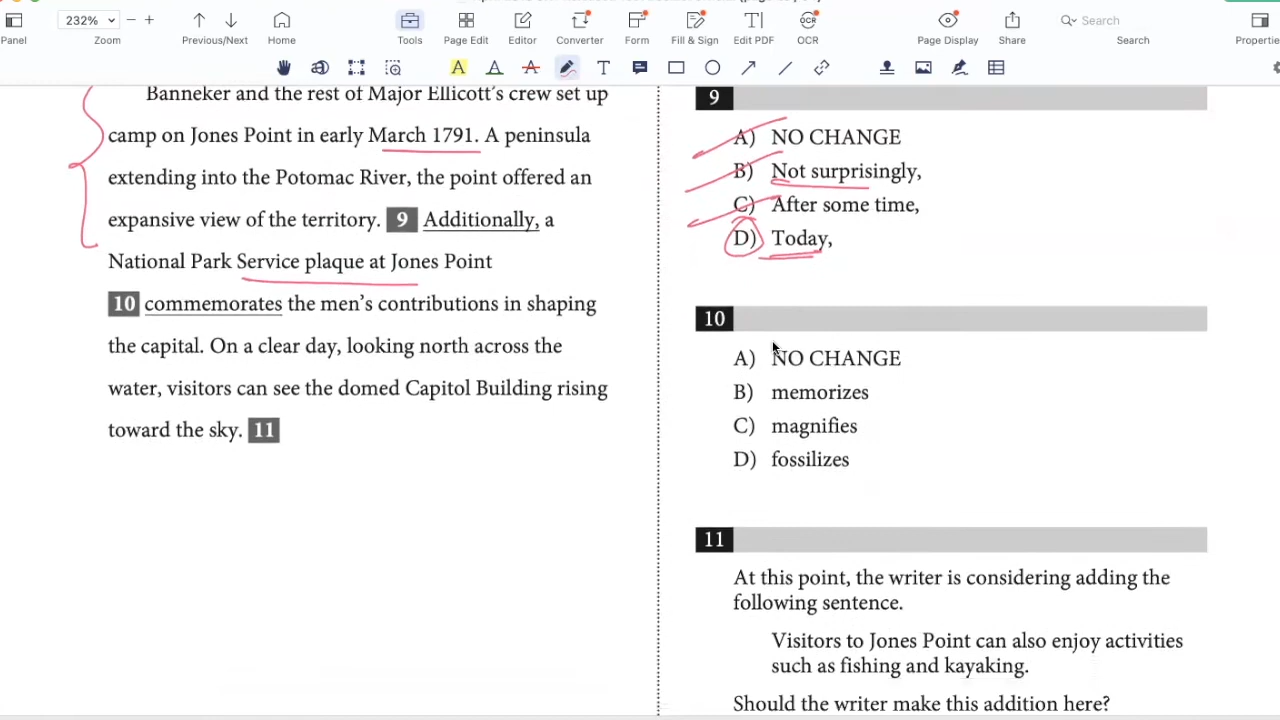 232%
Panel
Zoom
Previous/Next
Home
Tools
Page Edit
Editor
Converter
Form
Fill & Sign
Edit PDF
OCR
OCR
Page Display
Share
Search
Search
Propertie
Banneker and the rest of Major Ellicott's crew set up
camp on Jones Point in early March 1791. A peninsula
extending into the Potomac River, the point offered an
expansive view of the territory. 9 Additionally, a
National Park Service plaque at Jones Point
10 commemorates the men's contributions in shaping
the capital. On a clear day, looking north across the
water, visitors can see the domed Capitol Building rising
toward the sky. 11
9
A) NO CHANGE
B) Not surprisingly,
C) After some time,
D) Today,
10
A) NO CHANGE
B) memorizes
C) magnifies
D) fossilizes
11
At this point, the writer is considering adding the
following sentence.
Visitors to Jones Point can also enjoy activities
such as fishing and kayaking.
Should the writer make this addition here?